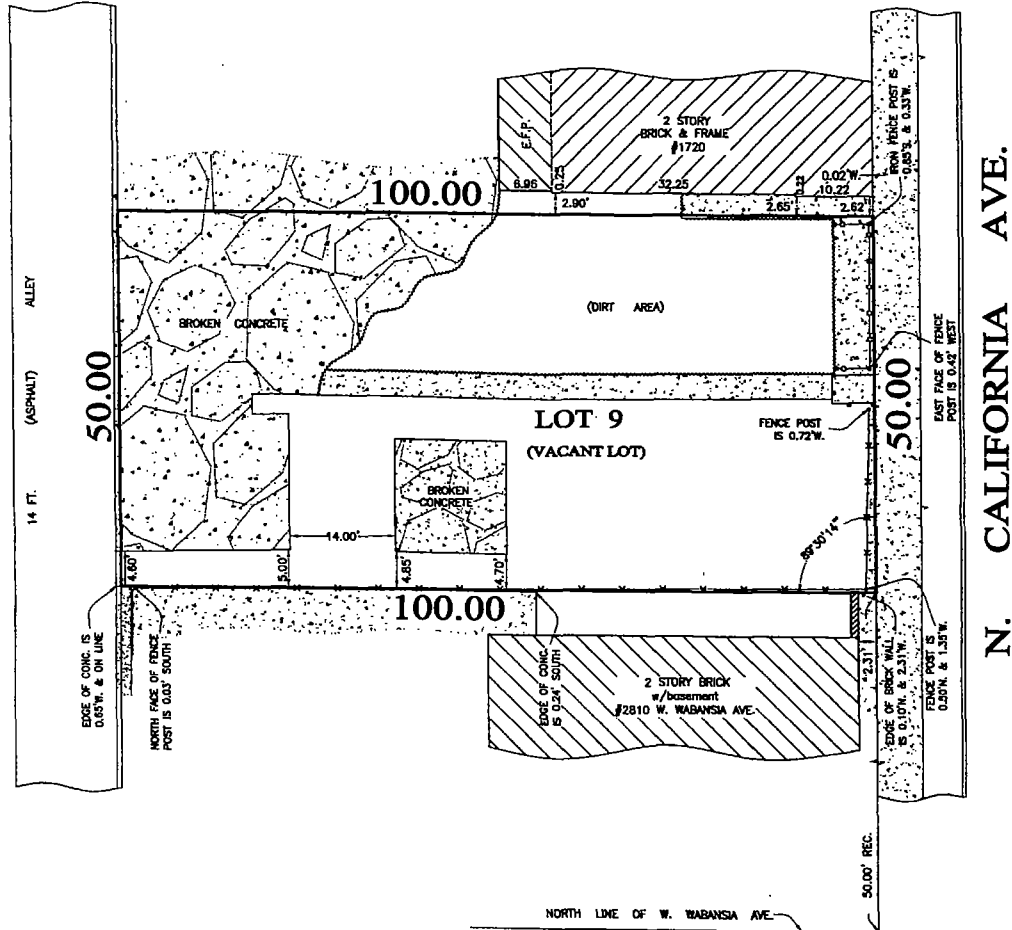 14 FT. (ASPHALT) ALLEY
50.00
100.00
BROKEN CONCRETE
E.F.P.
2 STORY
BRICK & FRAME
#1720
6.96
0.25
32.25
0.22
0.02'W.
10.22
2.90'
2.65'
2.62'
IRON FENCE POST IS
0.85'S. & 0.33'W.
(DIRT AREA)
LOT 9
(VACANT LOT)
FENCE POST
IS 0.72'W.
50.00
EAST FACE OF FENCE
POST IS 0.42' WEST
N. CALIFORNIA AVE.
BROKEN
CONCRETE
14.00'
4.60'
5.00'
4.85'
4.70'
89°30'14"
100.00
EDGE OF CONC. IS
0.65'W. & ON LINE
NORTH FACE OF FENCE
POST IS 0.03' SOUTH
EDGE OF CONC.
IS 0.24' SOUTH
2 STORY BRICK
w/basement
#2810 W. WABANSIA AVE.
2.31'
EDGE OF BRICK WALL
IS 0.10'N. & 2.31'W.
FENCE POST IS
0.50'N. & 1.35'W.
50.00' REC.
NORTH LINE OF W. WABANSIA AVE.